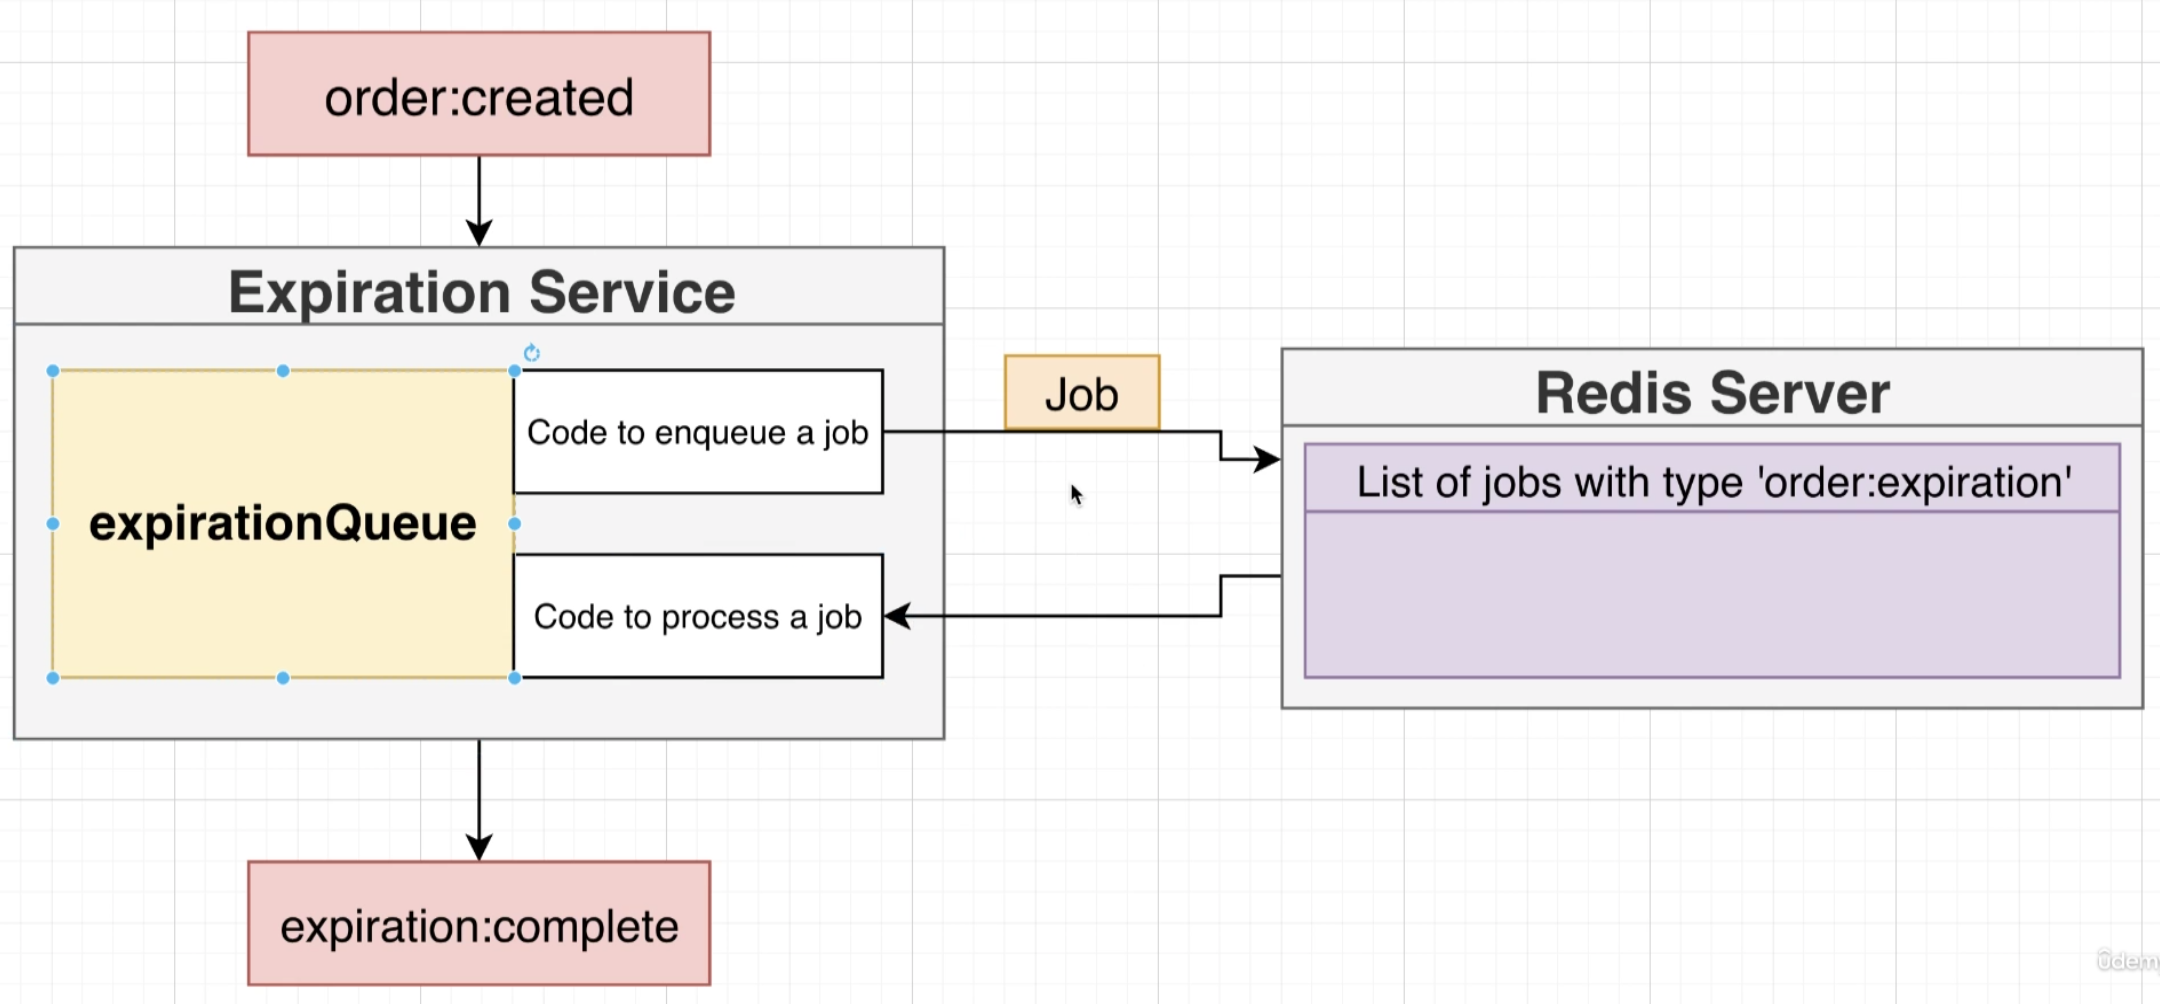 order:created
Expiration Service
expirationQueue
Code to enqueue a job
Code to process a job
Job
Redis Server
List of jobs with type 'order:expiration'
expiration:complete